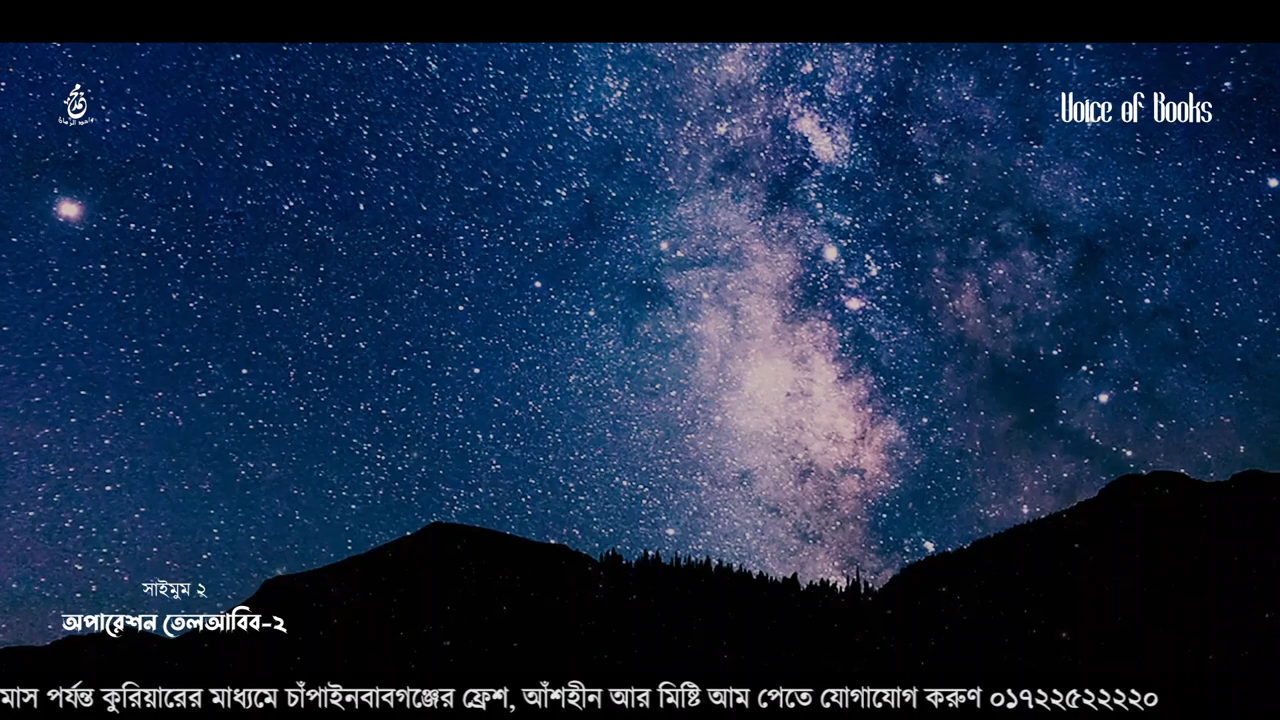 Voice of Books
সাইমুম ২
অপারেশন তেলআবিব-২
মাস পর্যন্ত কুরিয়ারের মাধ্যমে চাঁপাইনবাবগঞ্জের ফ্রেশ, আঁশহীন আর মিষ্টি আম পেতে যোগাযোগ করুণ ০১৭২২৫২২২২০